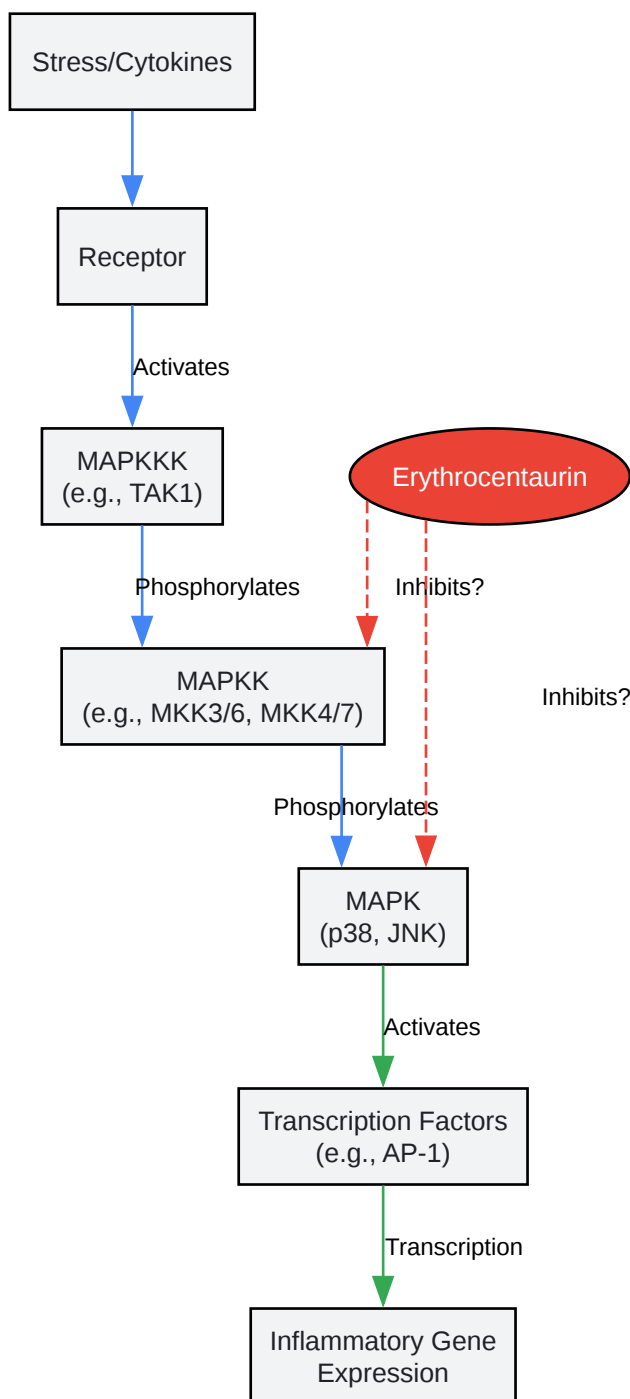 Stress/Cytokines
Receptor
Activates
MAPKKK
(e.g., TAK1)
Erythrocentaurin
Phosphorylates
Inhibits?
MAPKK
(e.g., MKK3/6, MKK4/7)
Inhibits?
Phosphorylates
MAPK
(p38, JNK)
Activates
Transcription Factors
(e.g., AP-1)
Transcription
Inflammatory Gene
Expression